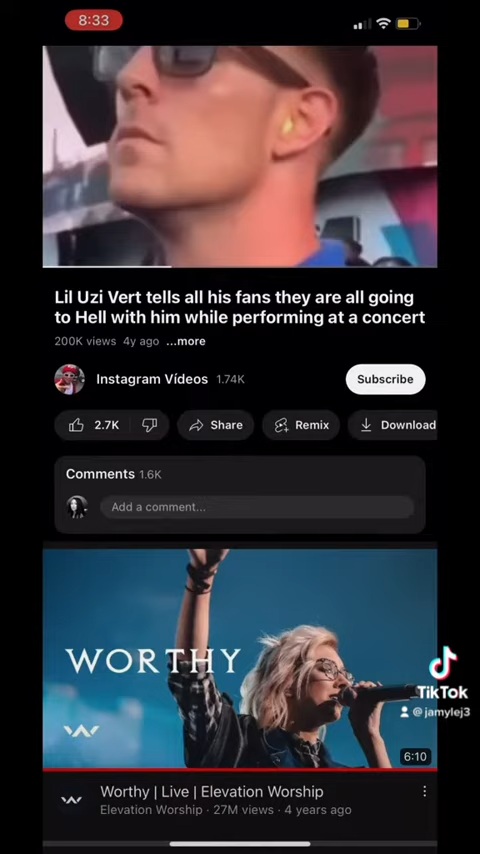 8:33
Lil Uzi Vert tells all his fans they are all going
to Hell with him while performing at a concert
200K views 4y ago ...more
Instagram Vídeos 1.74K
Subscribe
2.7K
Share
Remix
Download
Comments 1.6K
Add a comment...
WORTHY
TikTok
@jamylej3
6:10
Worthy | Live | Elevation Worship
Elevation Worship · 27M views · 4 years ago